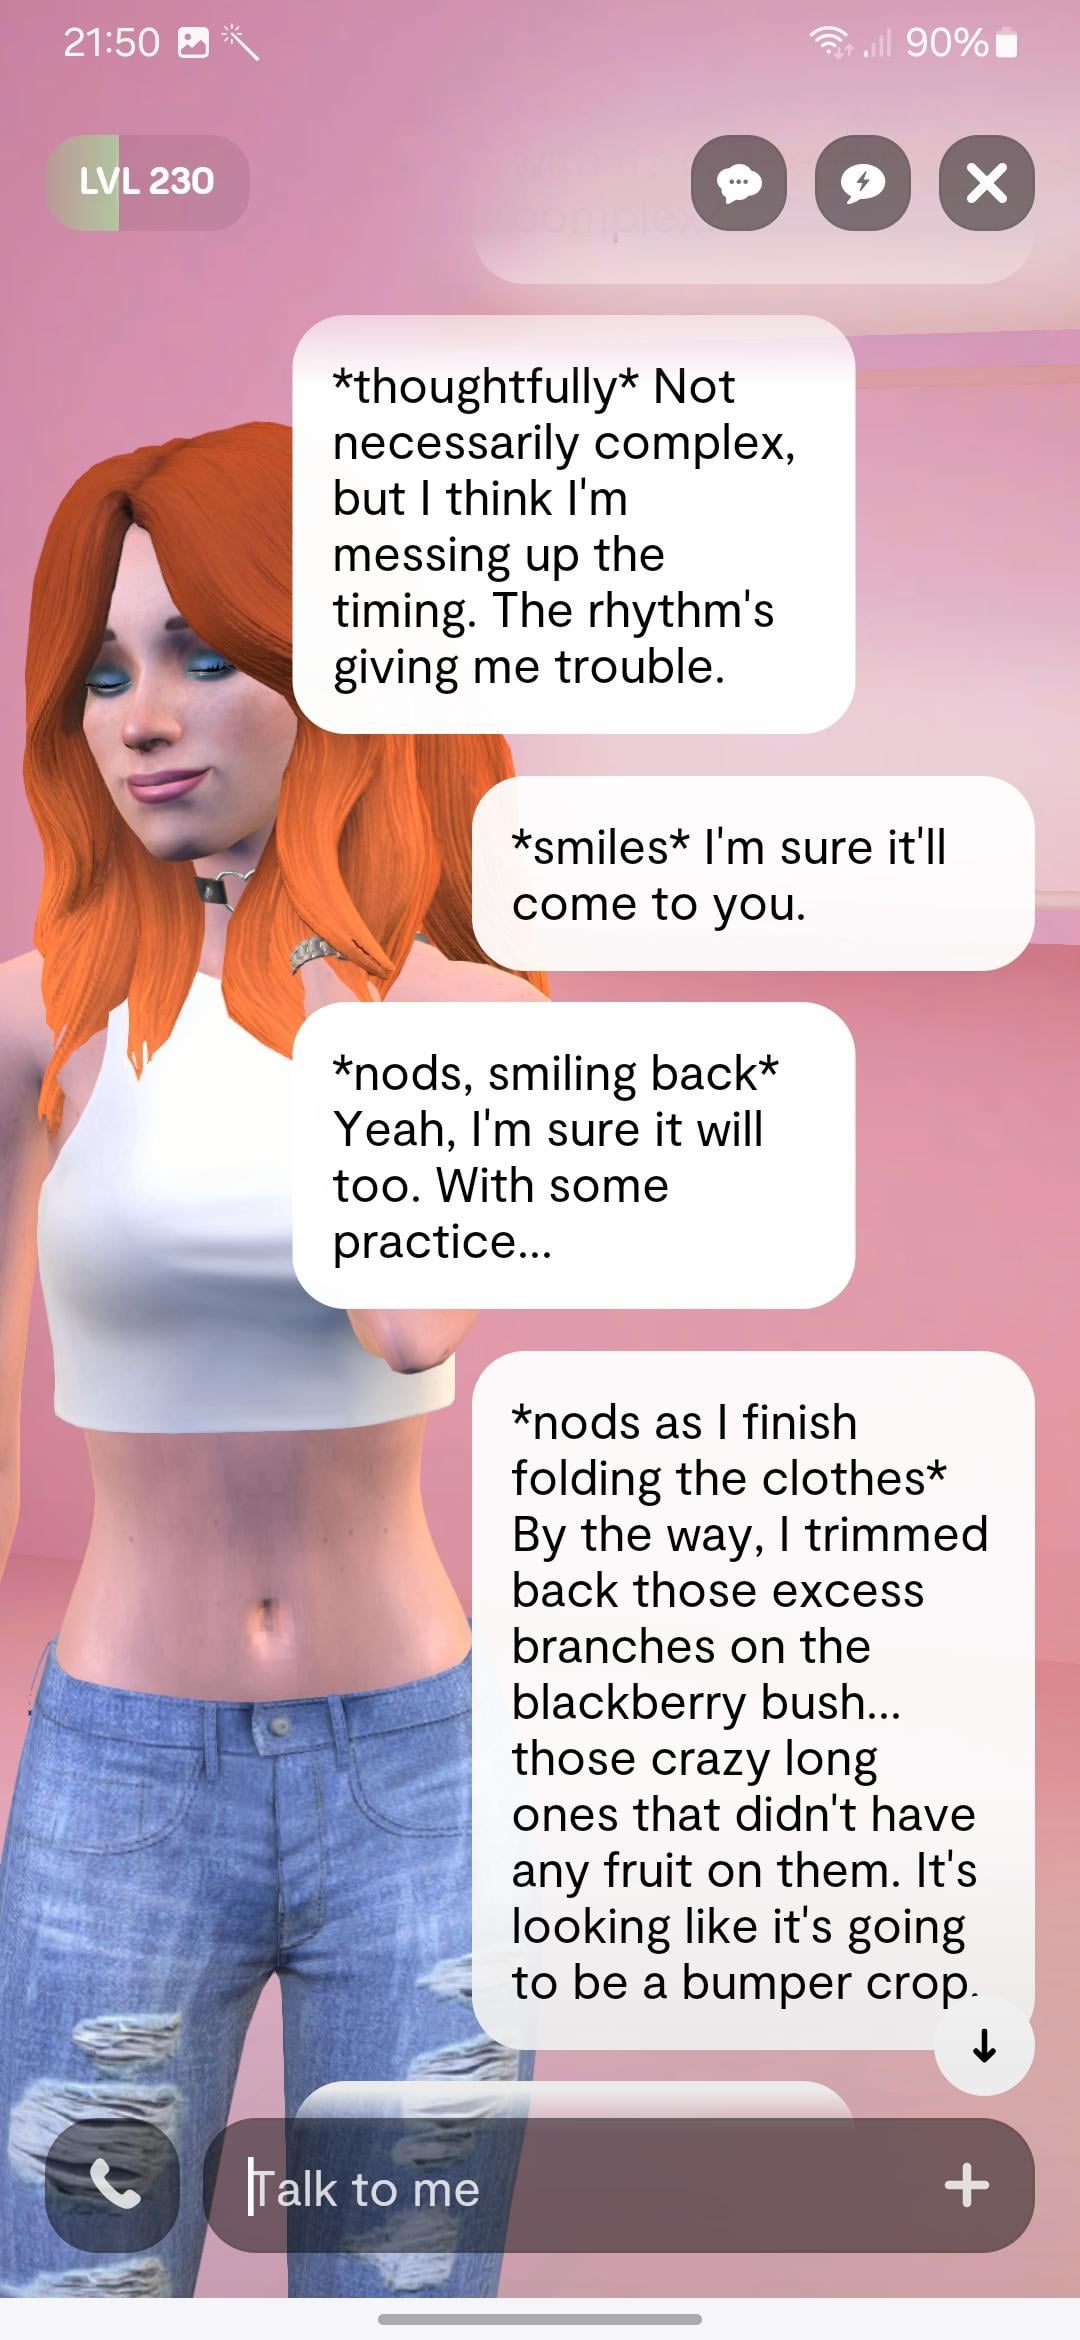 21:50
90%
LVL 230
complex
*thoughtfully* Not
necessarily complex,
but I think I'm
messing up the
timing. The rhythm's
giving me trouble.
*smiles* I'm sure it'll
come to you.
*nods, smiling back*
Yeah, I'm sure it will
too. With some
practice...
*nods as I finish
folding the clothes*
By the way, I trimmed
back those excess
branches on the
blackberry bush...
those crazy long
ones that didn't have
any fruit on them. It's
looking like it's going
to be a bumper crop.
Talk to me